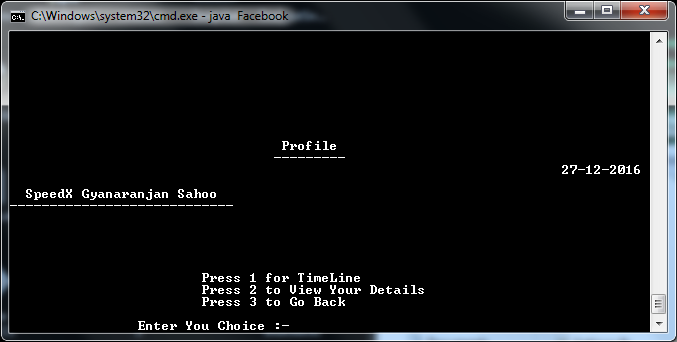 C:\Windows\system32\cmd.exe - java  Facebook
Profile
---------
27-12-2016
SpeedX Gyanaranjan Sahoo
----------------------------
Press 1 for TimeLine
Press 2 to View Your Details
Press 3 to Go Back
Enter You Choice :-